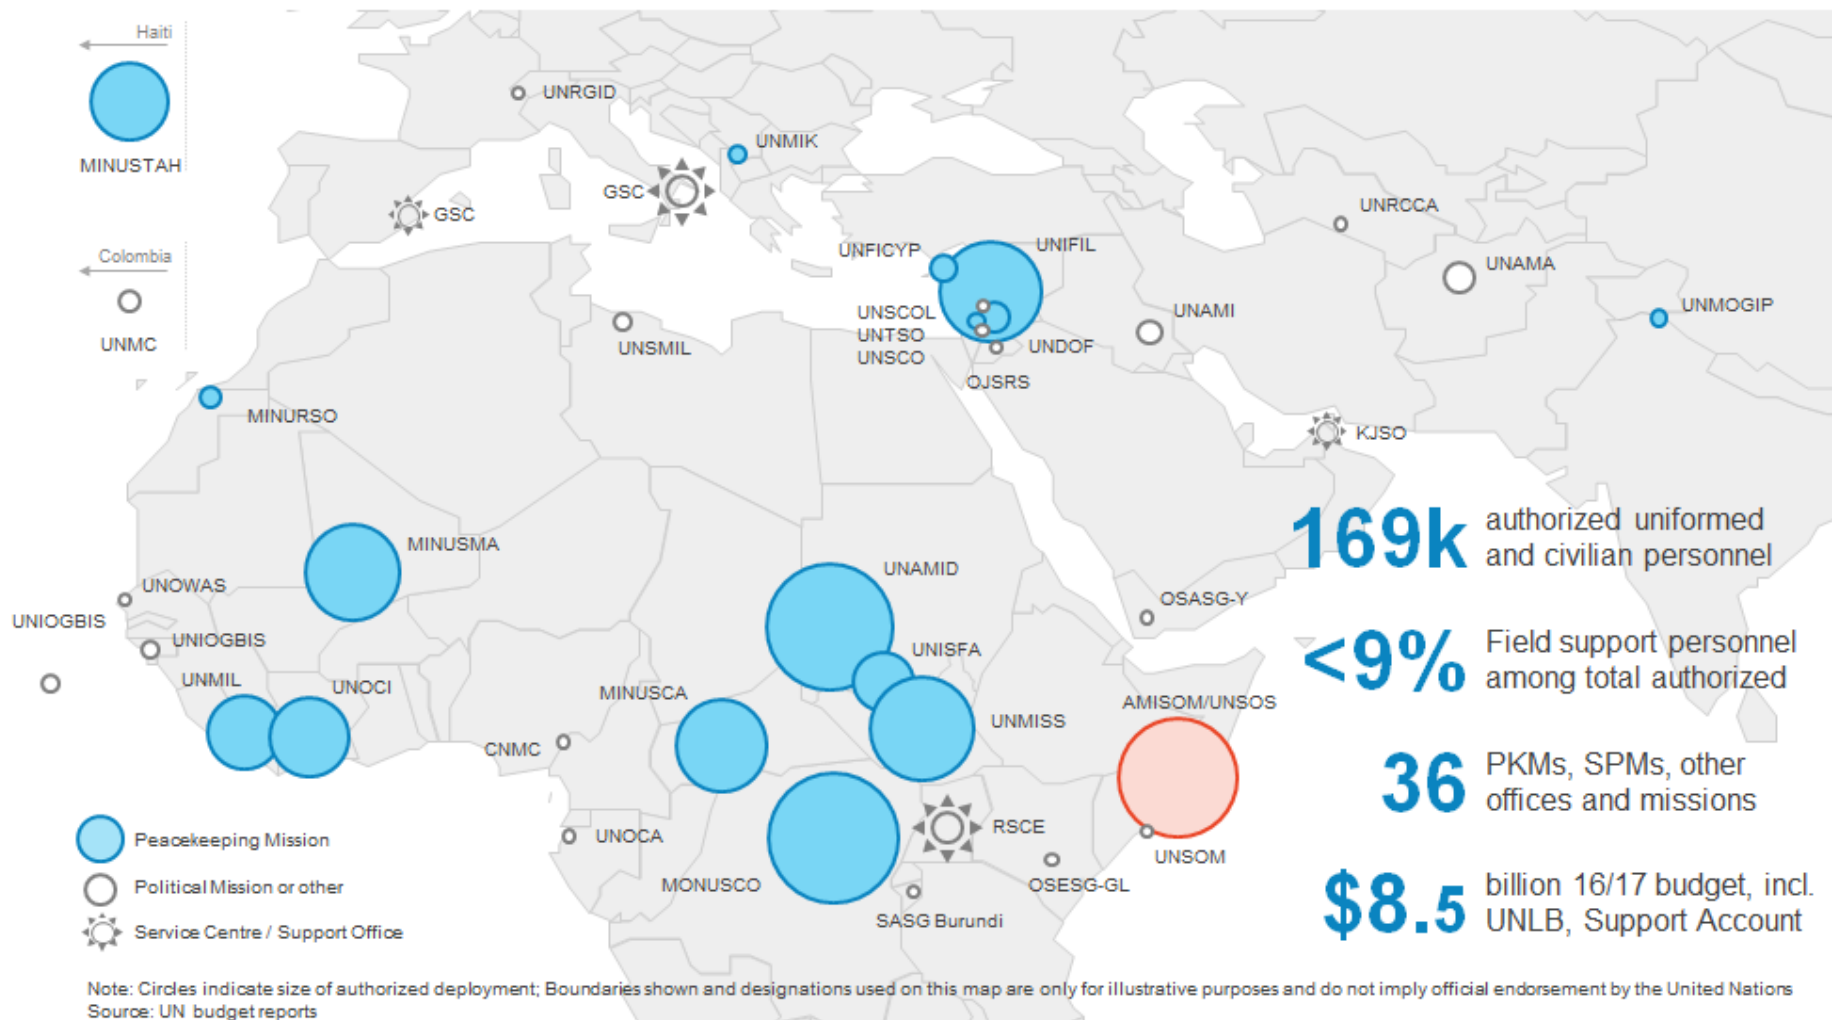 Haiti
MINUSTAH
UNRGID
UNMIK
GSC
GSC
UNRCCA
Colombia
UNMC
UNFICYP
UNIFIL
UNAMA
UNSCOL
UNTSO
UNSCO
UNDOF
OJSRS
UNAMI
UNMOGIP
UNSMIL
MINURSO
KJSO
MINUSMA
UNAMID
UNOWAS
UNIOGBIS
UNIOGBIS
OSASG-Y
UNISFA
UNMIL
UNOCI
MINUSCA
UNMISS
AMISOM/UNSOS
CNMC
UNOCA
RSCE
UNSOM
MONUSCO
OSESG-GL
SASG Burundi
169k
authorized uniformed
and civilian personnel
<9%
Field support personnel
among total authorized
36
PKMs, SPMs, other
offices and missions
$8.5
billion 16/17 budget, incl.
UNLB, Support Account
Peacekeeping Mission
Political Mission or other
Service Centre / Support Office
Note: Circles indicate size of authorized deployment; Boundaries shown and designations used on this map are only for illustrative purposes and do not imply official endorsement by the United Nations
Source: UN budget reports